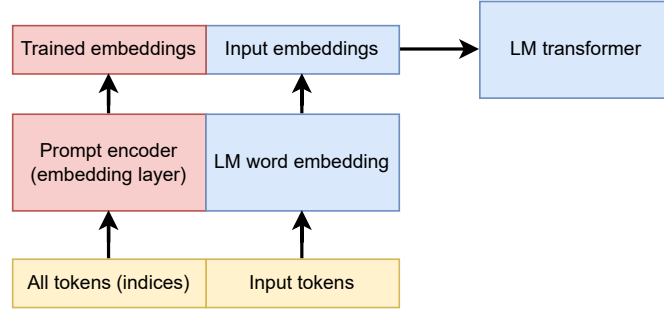 Trained embeddings
Input embeddings
LM transformer
Prompt encoder
(embedding layer)
LM word embedding
All tokens (indices)
Input tokens